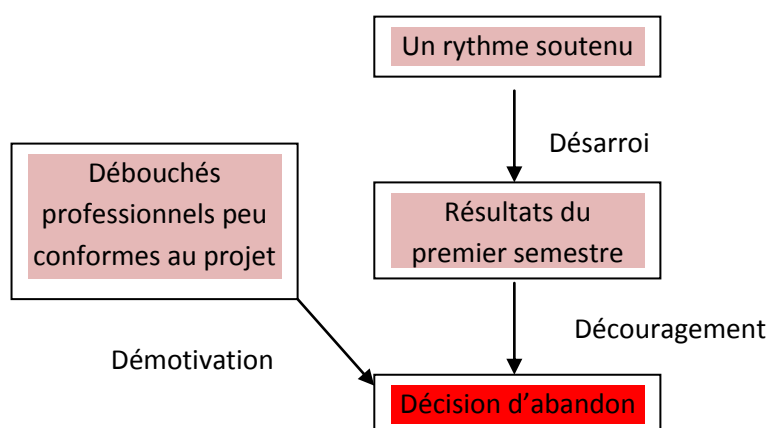 Un rythme soutenu
Désarroi
Débouchés
professionnels peu
conformes au projet
Résultats du
premier semestre
Découragement
Démotivation
Décision d’abandon